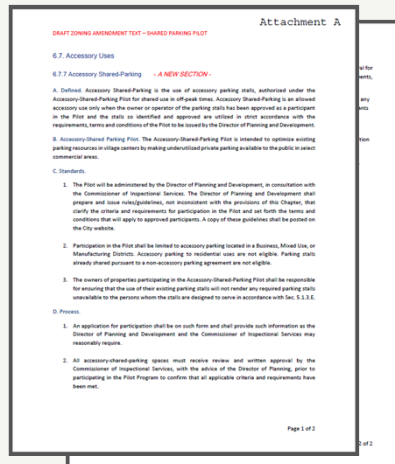 Attachment A
DRAFT ZONING AMENDMENT TEXT – SHARED PARKING PILOT
6.7. Accessory Uses
6.7.7 Accessory Shared-Parking - A NEW SECTION -
A. Defined. Accessory Shared-Parking is the use of accessory parking stalls, authorized under the
Accessory-Shared Parking Pilot for shared use in off-peak times. Accessory Shared-Parking is an allowed
accessory use only when the owner or operator of the parking stalls has been approved as a participant
in the Pilot and the stalls so identified and approved are utilized in strict accordance with the
requirements, terms and conditions of the Pilot to be issued by the Director of Planning and Development.
B. Accessory-Shared Parking Pilot. The Accessory-Shared-Parking Pilot is intended to optimize existing
parking resources in village centers by making underutilized private parking available to the public in select
commercial areas.
C. Standards.
1. The Pilot will be administered by the Director of Planning and Development, in consultation with
the Commissioner of Inspectional Services. The Director of Planning and Development shall
prepare and issue rules/guidelines, not inconsistent with the provisions of this Chapter, that
clarify the criteria and requirements for participation in the Pilot and set forth the terms and
conditions that will apply to approved participants. A copy of these guidelines shall be posted on
the City website.
2. Participation in the Pilot shall be limited to accessory parking located in a Business, Mixed Use, or
Manufacturing Districts. Accessory parking to residential uses are not eligible. Parking stalls
already shared pursuant to a non-accessory parking agreement are not eligible.
3. The owners of properties participating in the Accessory-Shared-Parking Pilot shall be responsible
for ensuring that the use of their existing parking stalls will not render any required parking stalls
unavailable to the persons whom the stalls are designed to serve in accordance with Sec. 5.1.3.E.
D. Process.
1. An application for participation shall be on such form and shall provide such information as the
Director of Planning and Development and the Commissioner of Inspectional Services may
reasonably require.
2. All accessory-shared-parking spaces must receive review and written approval by the
Commissioner of Inspectional Services, with the advice of the Director of Planning, prior to
participating in the Pilot Program to confirm that all applicable criteria and requirements have
been met.
Page 1 of 2
any
2 of 2